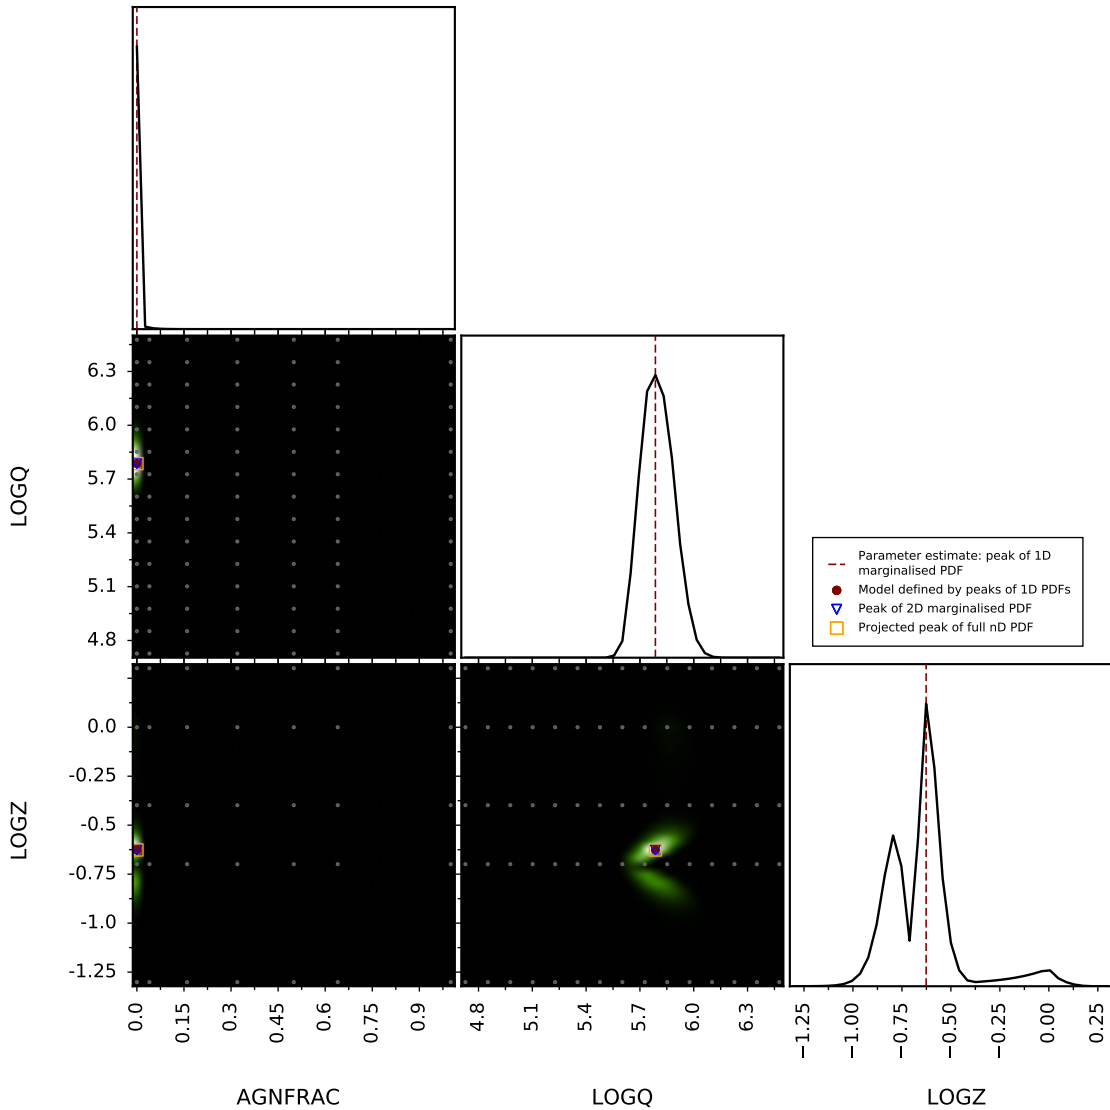 LOGQ
6.3
6.0
5.7
5.4
5.1
4.8
Parameter estimate: peak of 1D
marginalised PDF
Model defined by peaks of 1D PDFs
Peak of 2D marginalised PDF
Projected peak of full nD PDF
LOGZ
0.0
-0.25
-0.5
-0.75
-1.0
-1.25
0.0 0.15 0.3 0.45 0.6 0.75 0.9
4.8 5.1 5.4 5.7 6.0 6.3
−1.25 −1.00 −0.75 −0.50 −0.25 0.00 0.25
AGNFRAC LOGQ LOGZ